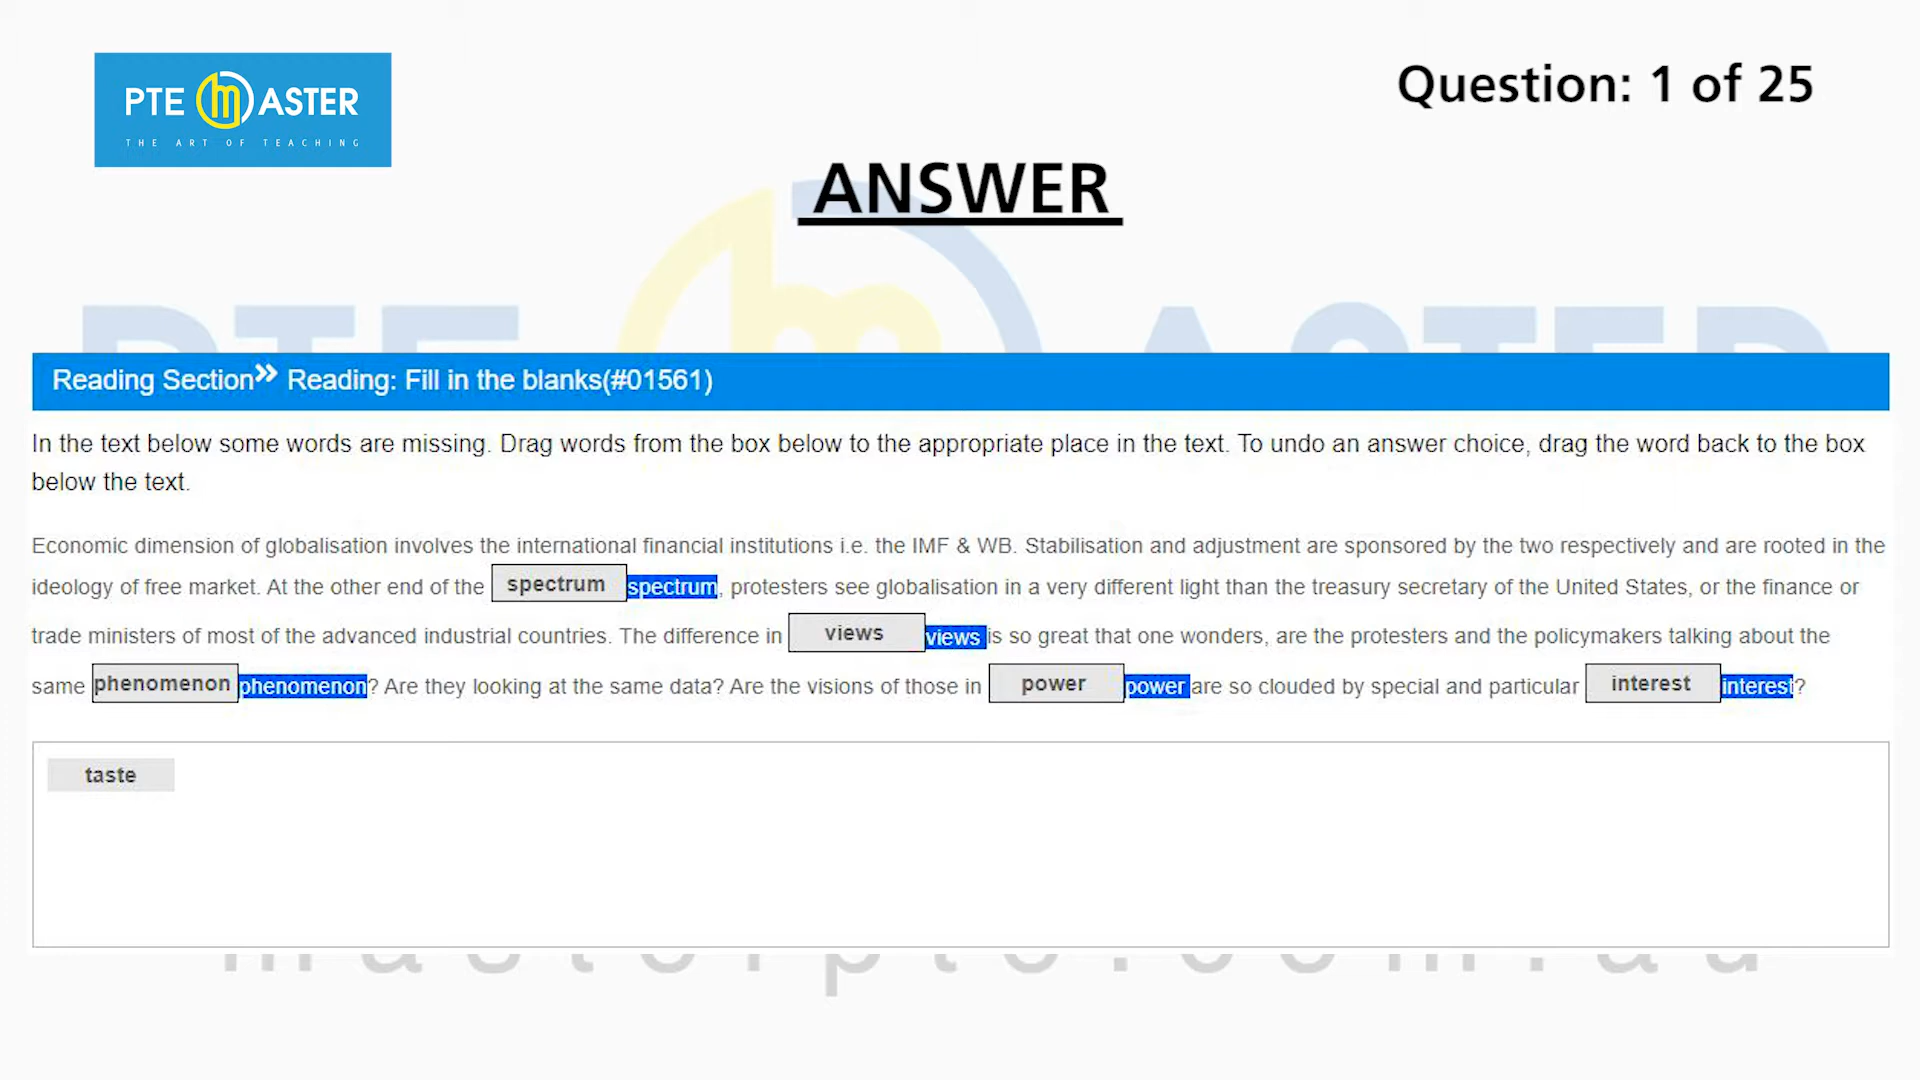 PTE MASTER
THE ART OF TEACHING
Question: 1 of 25
ANSWER
PTE MASTER
Reading Section» Reading: Fill in the blanks(#01561)
In the text below some words are missing. Drag words from the box below to the appropriate place in the text. To undo an answer choice, drag the word back to the box
below the text.
Economic dimension of globalisation involves the international financial institutions i.e. the IMF & WB. Stabilisation and adjustment are sponsored by the two respectively and are rooted in the
ideology of free market. At the other end of the spectrum spectrum, protesters see globalisation in a very different light than the treasury secretary of the United States, or the finance or
trade ministers of most of the advanced industrial countries. The difference in views views is so great that one wonders, are the protesters and the policymakers talking about the
same phenomenon phenomenon? Are they looking at the same data? Are the visions of those in power power are so clouded by special and particular interest interest?
taste
masterpte.com.au